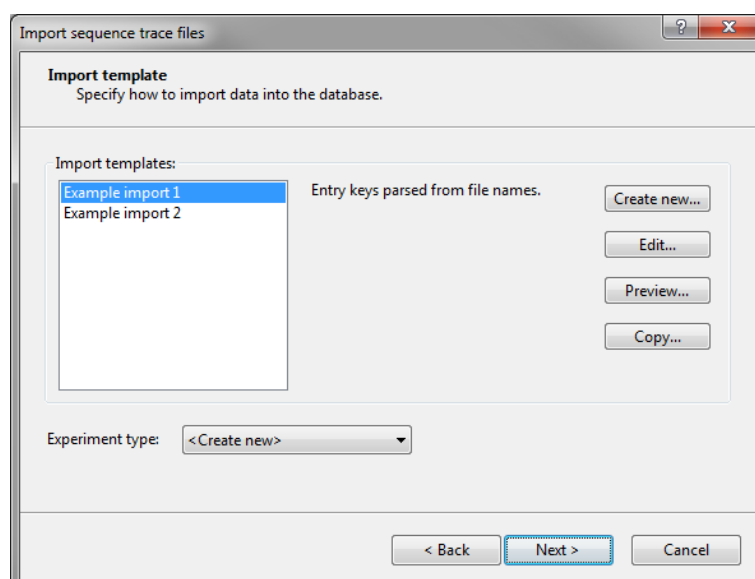 Import sequence trace files
?
Import template
Specify how to import data into the database.
Import templates:
Example import 1
Example import 2
Entry keys parsed from file names.
Create new...
Edit...
Preview...
Copy...
Experiment type:
<Create new>
< Back
Next >
Cancel